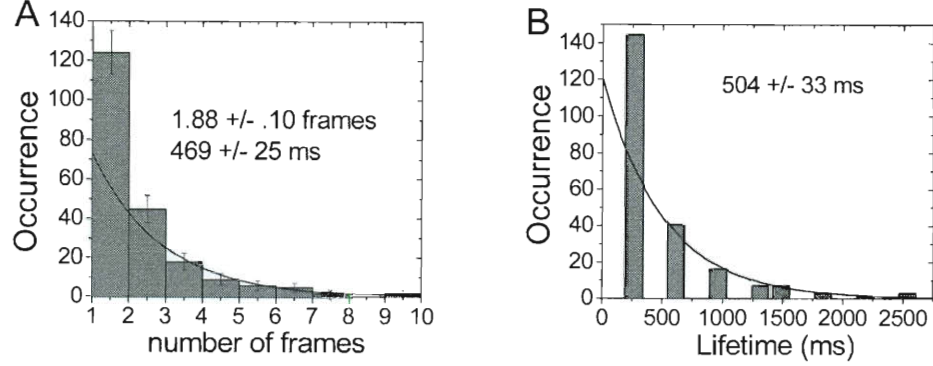 A
140
120
100
80
60
40
20
0
Occurrence
1.88 +/- .10 frames
469 +/- 25 ms
1 2 3 4 5 6 7 8 9 10
number of frames
B
140
120
100
80
60
40
20
0
Occurrence
504 +/- 33 ms
0 500 1000 1500 2000 2500
Lifetime (ms)